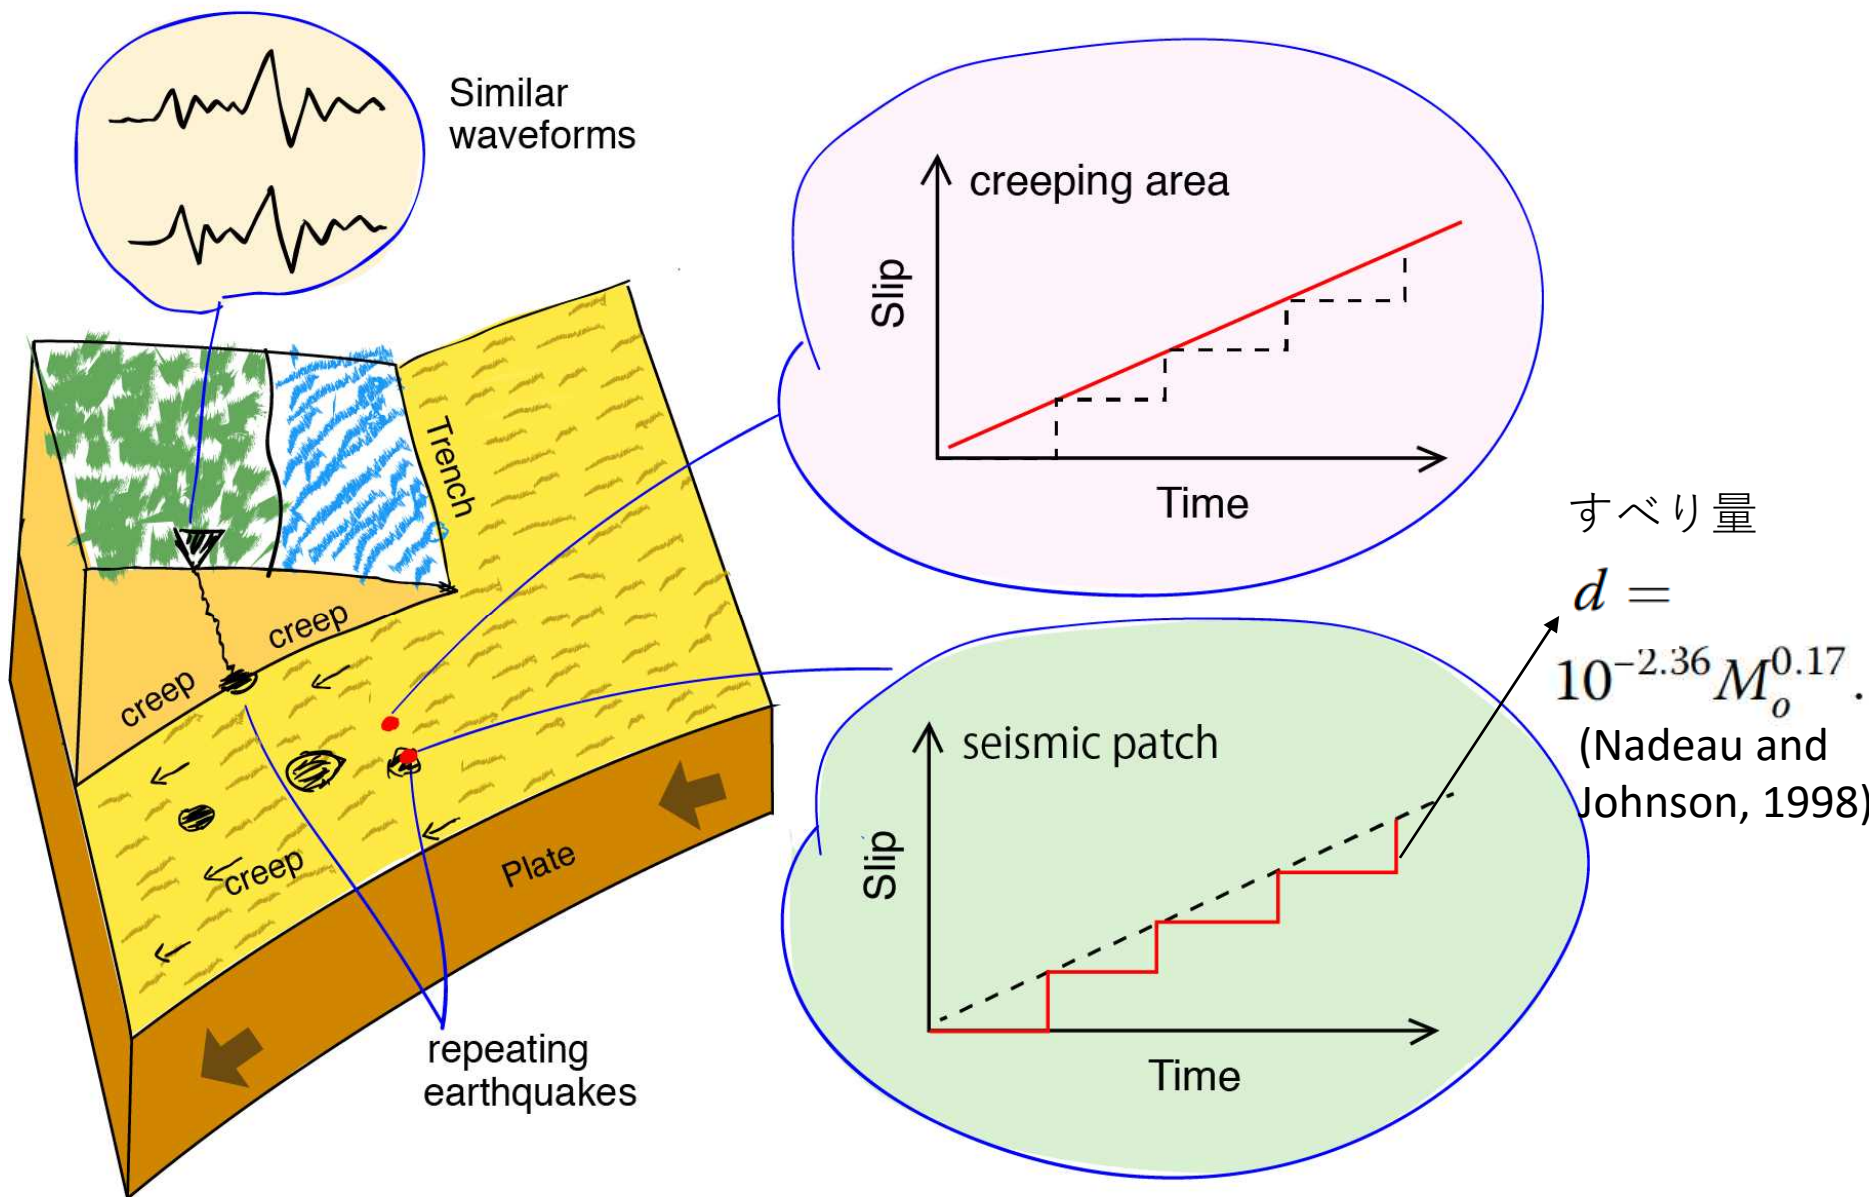 Similar
waveforms
creeping area
Slip
Time
Trench
creep
creep
creep
Plate
repeating
earthquakes
seismic patch
Slip
Time
すべり量
d =
10^{-2.36} M_o^{0.17}.
(Nadeau and
Johnson, 1998)